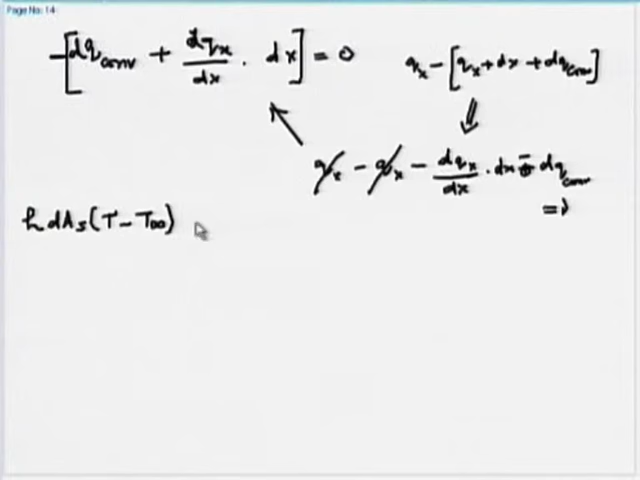 Page No: 14
-[dq_conv + dq_x/dx · dx] = 0
q_x - [q_x+dx + dq_conv]
⇓
q_x - q_x - dq_x/dx · dx - dq_conv
⇒
h dA_s (T - T_∞)